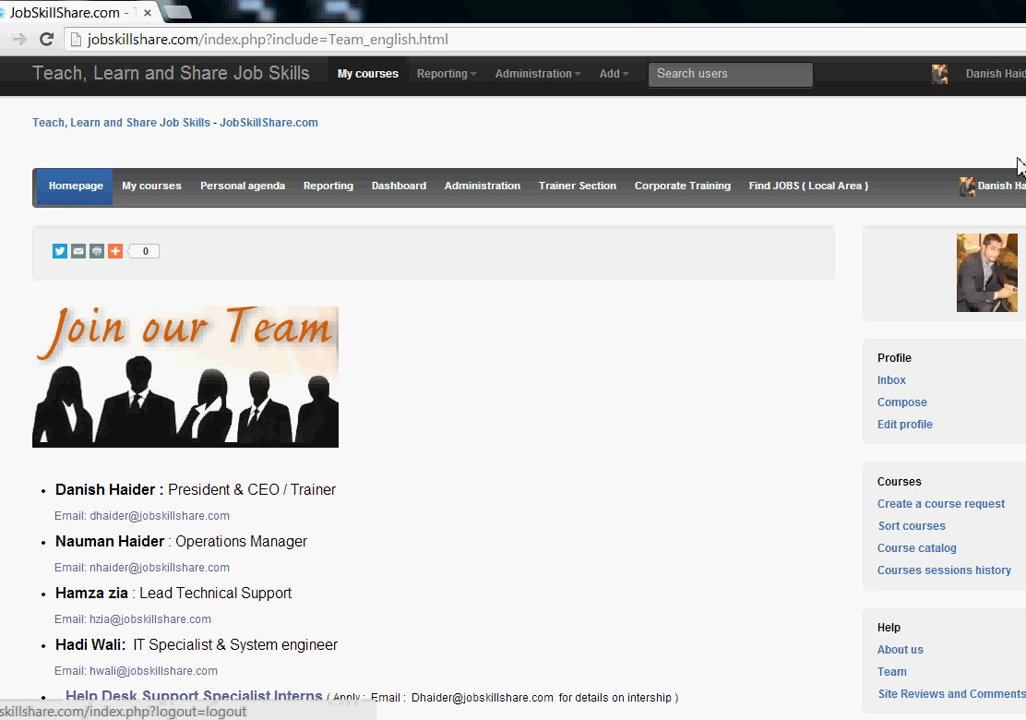 JobSkillShare.com -
jobskillshare.com/index.php?include=Team_english.html
Teach, Learn and Share Job Skills My courses Reporting Administration Add Search users Danish Haid
Teach, Learn and Share Job Skills - JobSkillShare.com
Homepage My courses Personal agenda Reporting Dashboard Administration Trainer Section Corporate Training Find JOBS ( Local Area ) Danish Ha
0
Join our Team
Profile
Inbox
Compose
Edit profile
Courses
Create a course request
Sort courses
Course catalog
Courses sessions history
Help
About us
Team
Site Reviews and Comments
• Danish Haider : President & CEO / Trainer
Email: dhaider@jobskillshare.com
• Nauman Haider : Operations Manager
Email: nhaider@jobskillshare.com
• Hamza zia : Lead Technical Support
Email: hzia@jobskillshare.com
• Hadi Wali: IT Specialist & System engineer
Email: hwali@jobskillshare.com
• Help Desk Support Specialist Interns ( Apply : Email : Dhaider@jobskillshare.com for details on intership )
skillshare.com/index.php?logout=logout